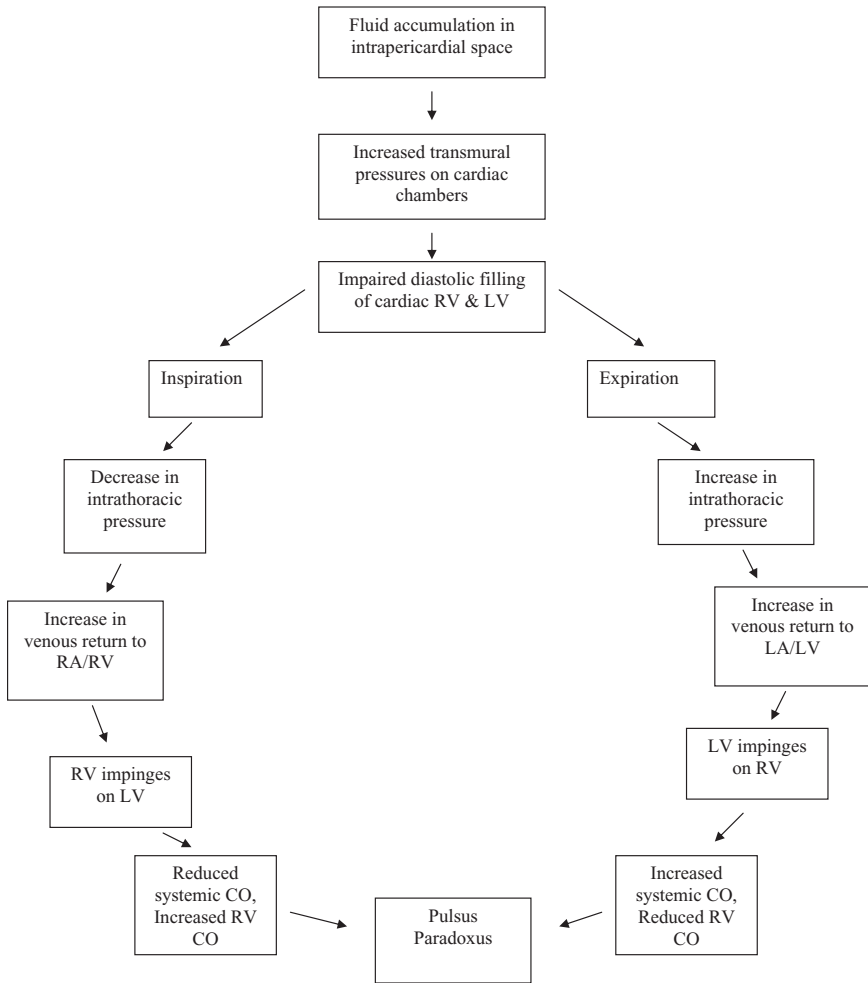 Fluid accumulation in
intrapericardial space
Increased transmural
pressures on cardiac
chambers
Impaired diastolic filling
of cardiac RV & LV
Inspiration
Expiration
Decrease in
intrathoracic
pressure
Increase in
intrathoracic
pressure
Increase in
venous return to
RA/RV
Increase in
venous return to
LA/LV
RV impinges
on LV
LV impinges
on RV
Reduced
systemic CO,
Increased RV
CO
Increased
systemic CO,
Reduced RV
CO
Pulsus
Paradoxus